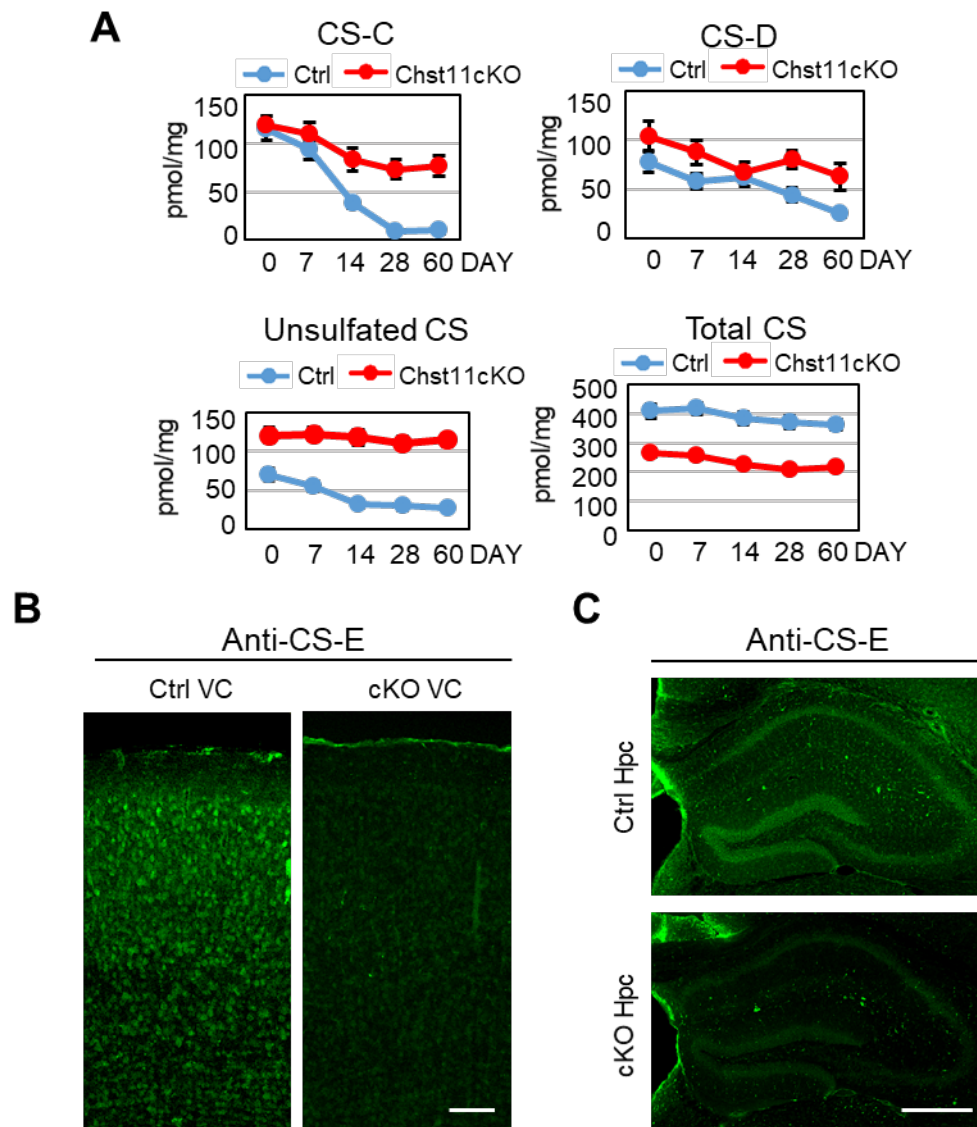 A
CS-C
Ctrl Chst11cKO
150
100
50
0
pmol/mg
0 7 14 28 60 DAY
CS-D
Ctrl Chst11cKO
150
100
50
0
pmol/mg
0 7 14 28 60 DAY
Unsulfated CS
Ctrl Chst11cKO
150
100
50
0
pmol/mg
0 7 14 28 60 DAY
Total CS
Ctrl Chst11cKO
500
400
300
200
100
0
pmol/mg
0 7 14 28 60 DAY
B
Anti-CS-E
Ctrl VC cKO VC
C
Anti-CS-E
Ctrl Hpc
cKO Hpc